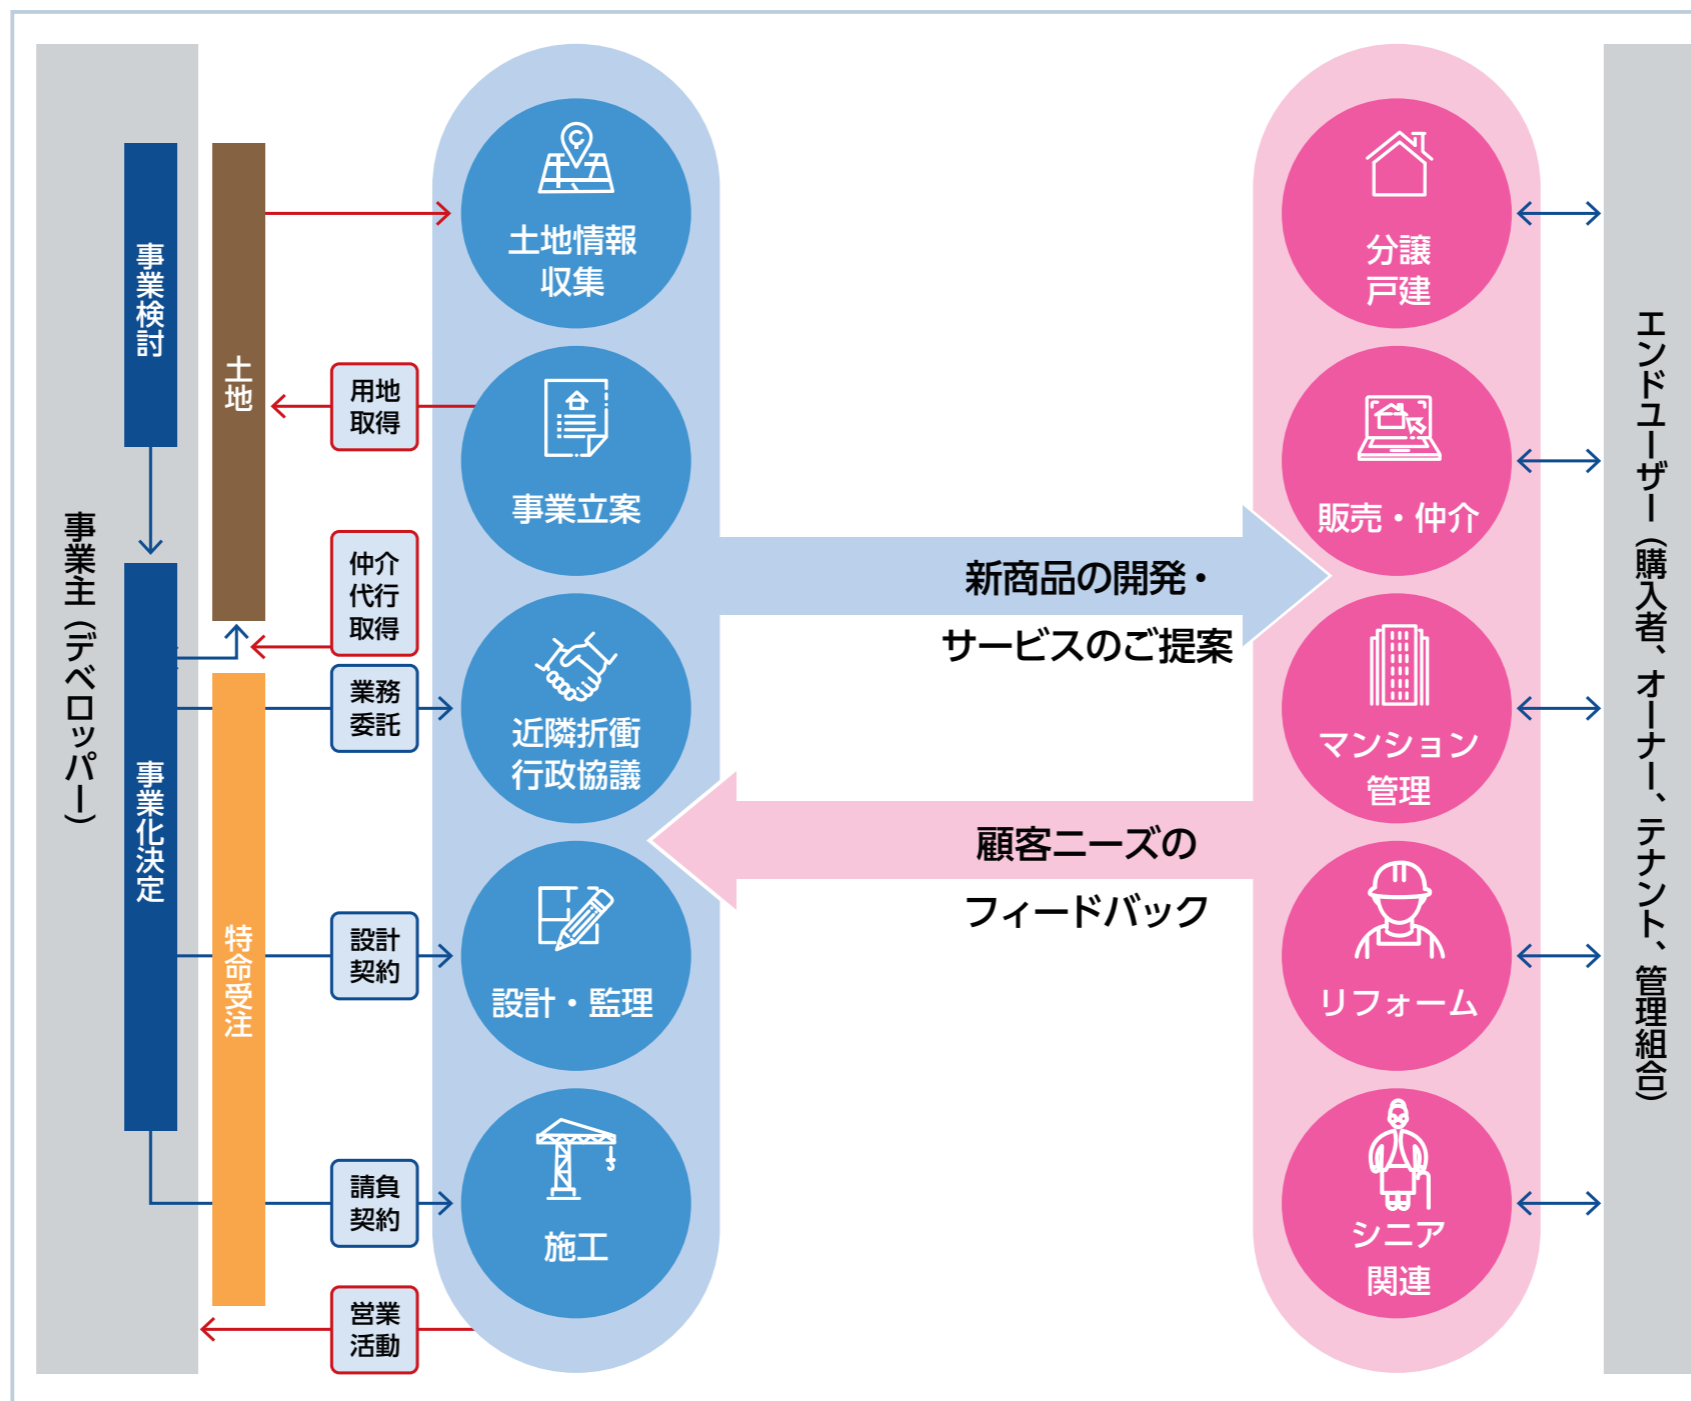 事業主（デベロッパー）
事業検討
事業化決定
土地
特命受注
用地
取得
仲介
代行
取得
業務
委託
設計
契約
請負
契約
営業
活動
土地情報
収集
事業立案
近隣折衝
行政協議
設計・監理
施工
新商品の開発・
サービスのご提案
顧客ニーズの
フィードバック
分譲
戸建
販売・仲介
マンション
管理
リフォーム
シニア
関連
エンドユーザー（購入者、オーナー、テナント、管理組合）